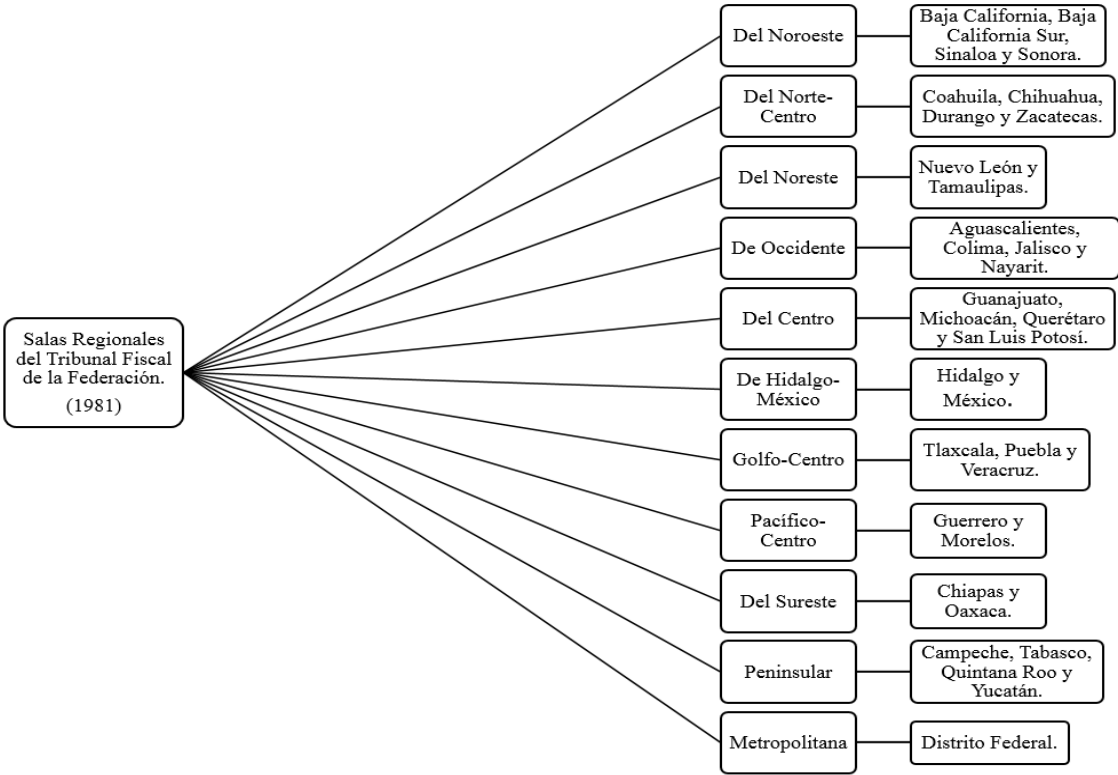 Salas Regionales
del Tribunal Fiscal
de la Federación.
(1981)
Del Noroeste
Baja California, Baja
California Sur,
Sinaloa y Sonora.
Del Norte-
Centro
Coahuila, Chihuahua,
Durango y Zacatecas.
Del Noreste
Nuevo León y
Tamaulipas.
De Occidente
Aguascalientes,
Colima, Jalisco y
Nayarit.
Del Centro
Guanajuato,
Michoacán, Querétaro
y San Luis Potosí.
De Hidalgo-
México
Hidalgo y
México.
Golfo-Centro
Tlaxcala, Puebla y
Veracruz.
Pacífico-
Centro
Guerrero y
Morelos.
Del Sureste
Chiapas y
Oaxaca.
Peninsular
Campeche, Tabasco,
Quintana Roo y
Yucatán.
Metropolitana
Distrito Federal.